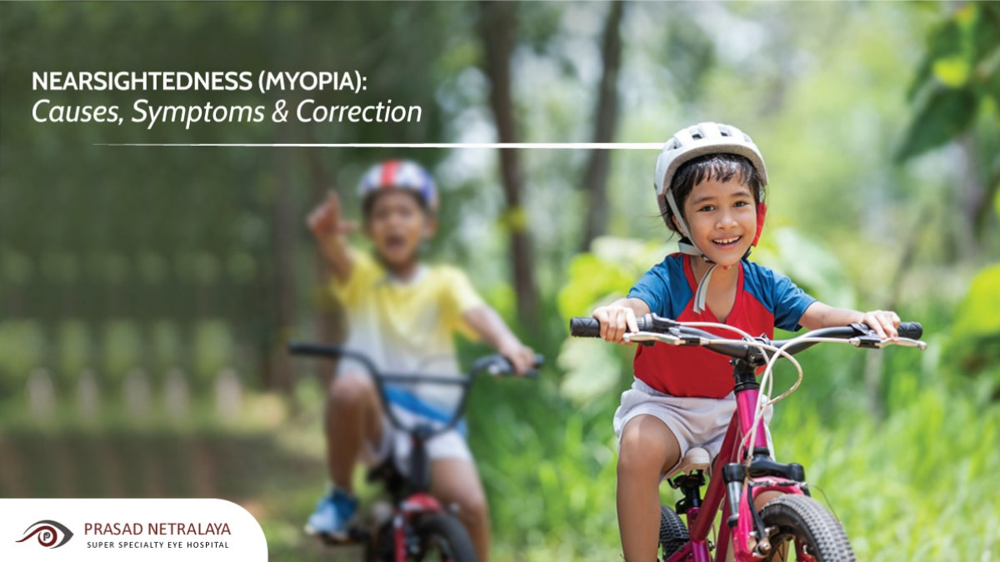 NEARSIGHTEDNESS (MYOPIA):
Causes, Symptoms & Correction
PRASAD NETRALAYA
SUPER SPECIALTY EYE HOSPITAL